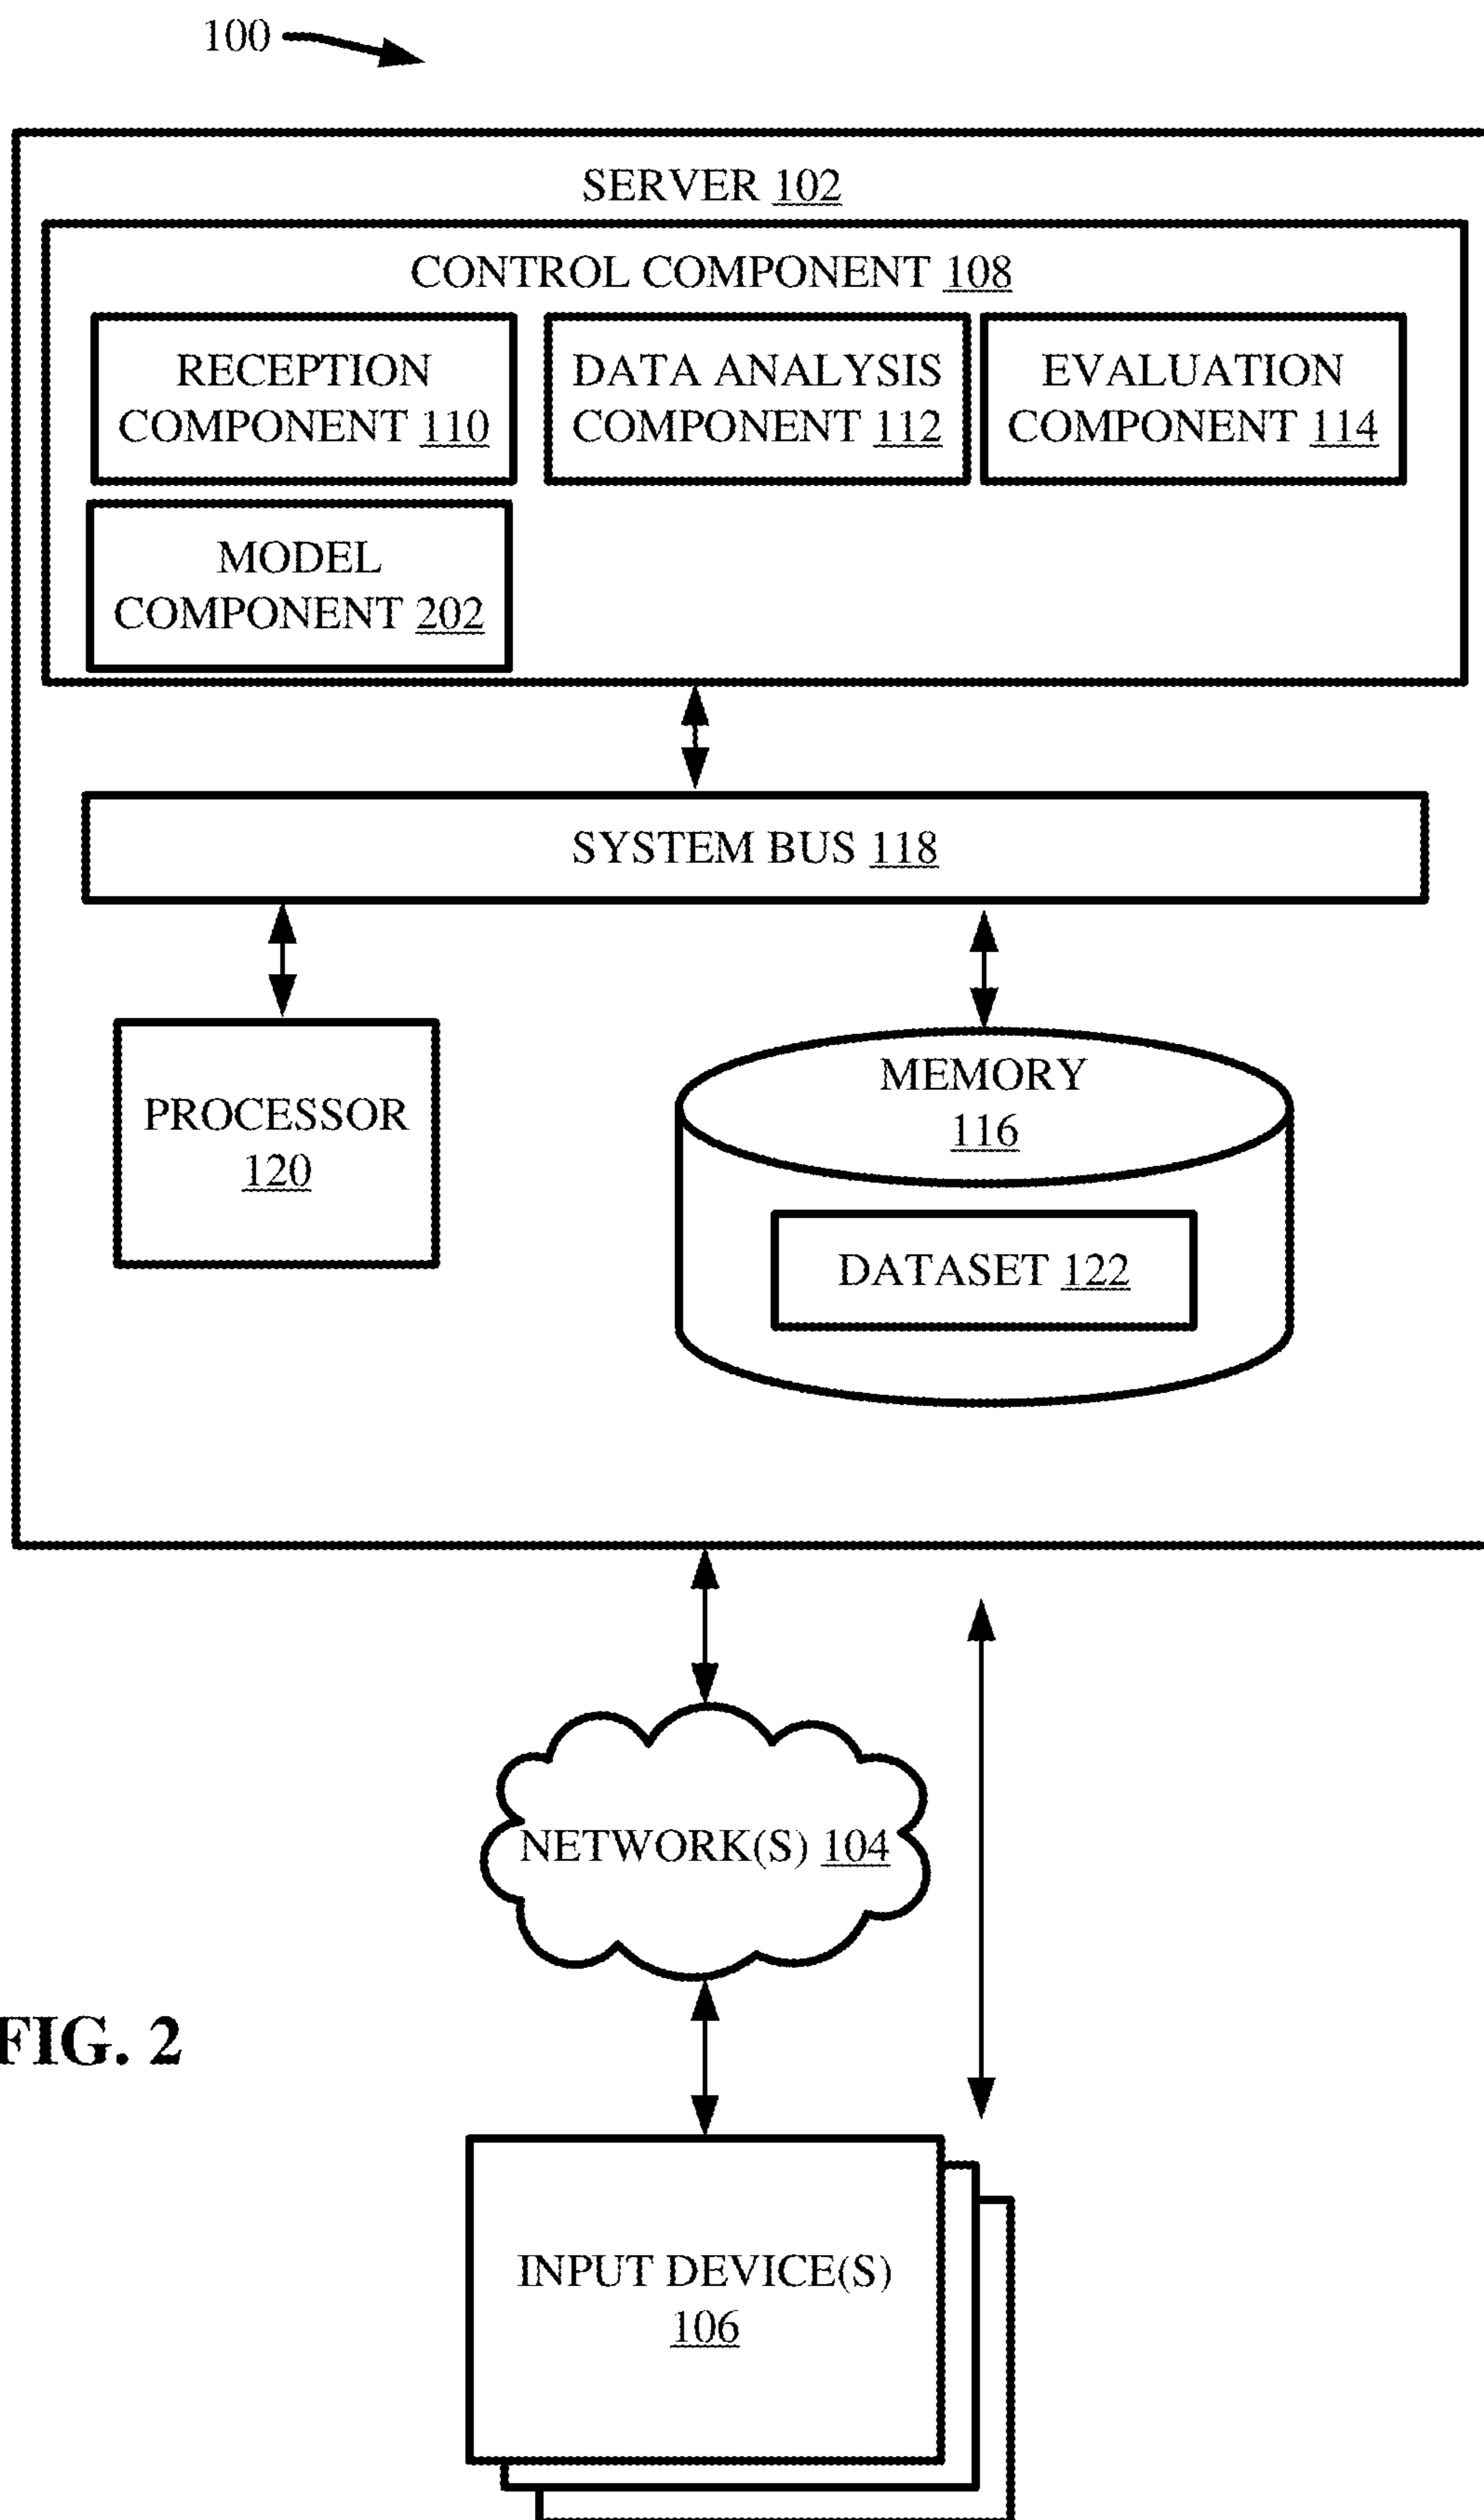 100
SERVER 102
CONTROL COMPONENT 108
RECEPTION
COMPONENT 110
DATA ANALYSIS
COMPONENT 112
EVALUATION
COMPONENT 114
MODEL
COMPONENT 202
SYSTEM BUS 118
PROCESSOR
120
MEMORY
116
DATASET 122
NETWORK(S) 104
FIG. 2
INPUT DEVICE(S)
106